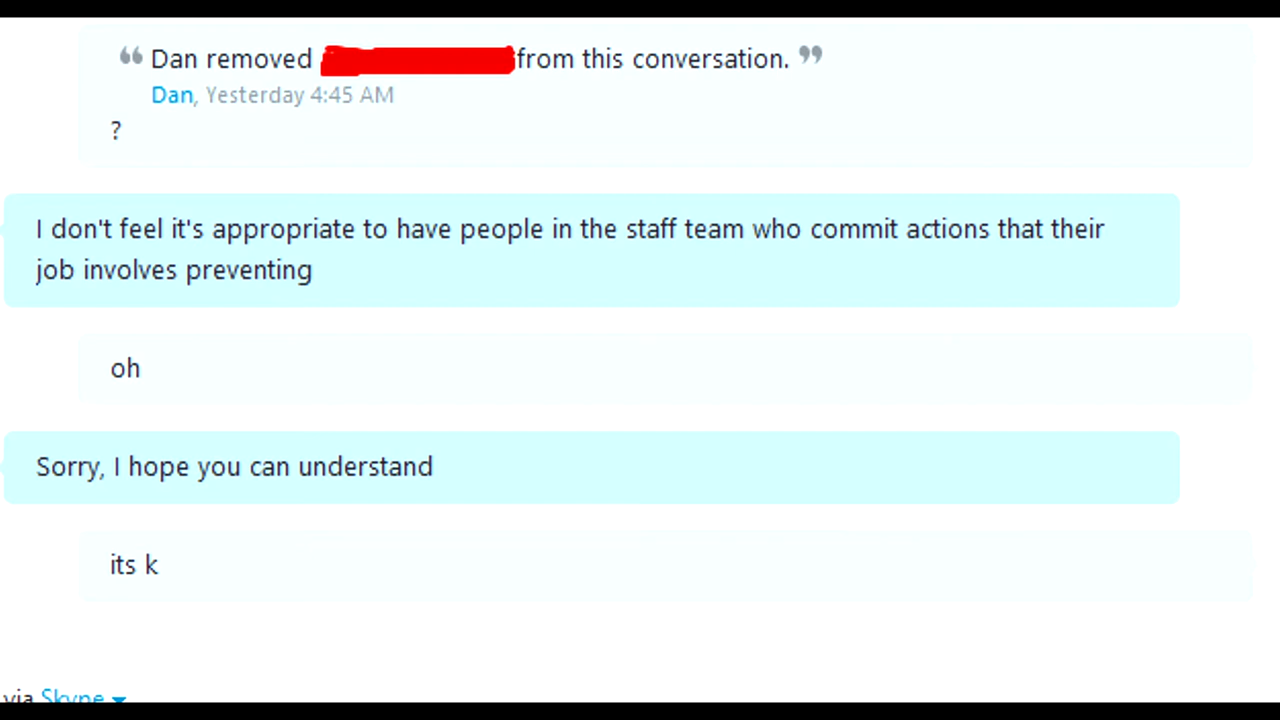 ❝ Dan removed from this conversation. ❞
Dan, Yesterday 4:45 AM
?
I don't feel it's appropriate to have people in the staff team who commit actions that their
job involves preventing
oh
Sorry, I hope you can understand
its k
via Skype